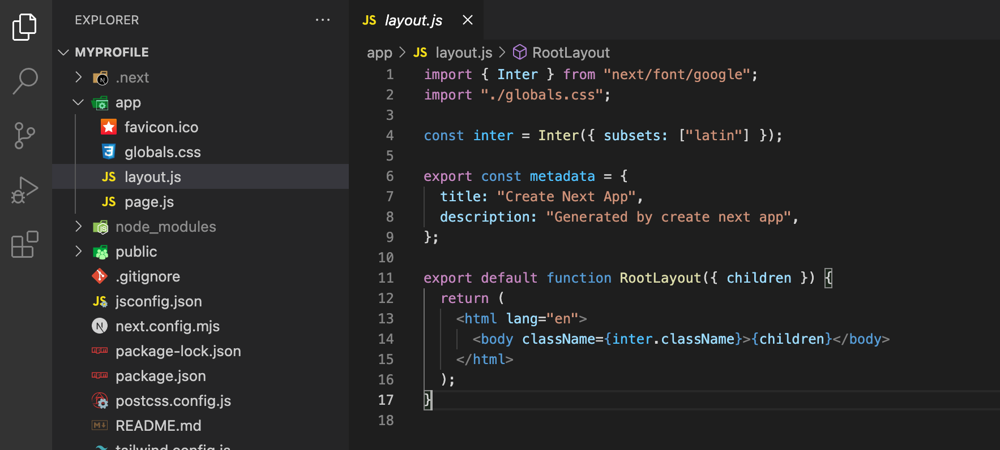 EXPLORER
MYPROFILE
.next
app
favicon.ico
globals.css
JS layout.js
JS page.js
node_modules
public
.gitignore
JS jsconfig.json
N next.config.mjs
package-lock.json
package.json
postcss.config.js
README.md
tailwind.config.js
JS layout.js
app > JS layout.js > RootLayout
1 import { Inter } from "next/font/google";
2 import "./globals.css";
3
4 const inter = Inter({ subsets: ["latin"] });
5
6 export const metadata = {
7 title: "Create Next App",
8 description: "Generated by create next app",
9 };
10
11 export default function RootLayout({ children }) {
12 return (
13 <html lang="en">
14 <body className={inter.className}>{children}</body>
15 </html>
16 );
17 }
18